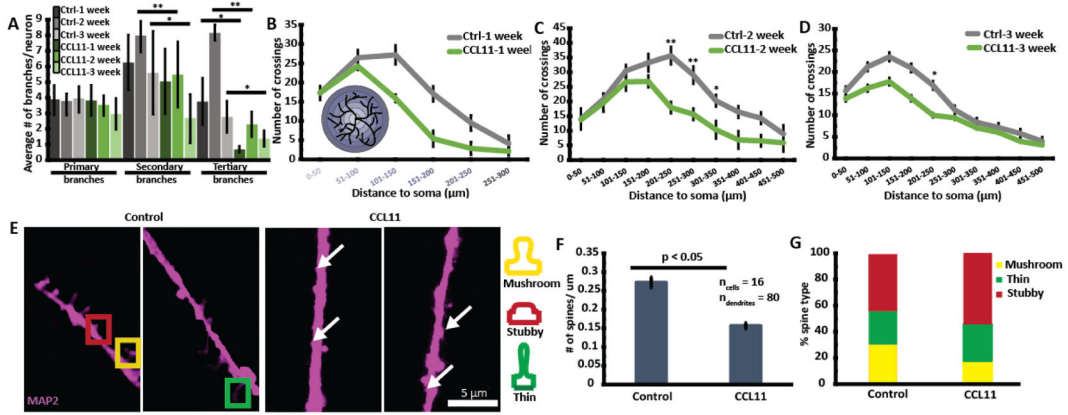 A
Average # of branches/neuron
9
8
7
6
5
4
3
2
1
0
Ctrl-1 week
Ctrl-2 week
Ctrl-3 week
CCL11-1 week
CCL11-2 week
CCL11-3 week
**
*
**
*
*
Primary
branches
Secondary
branches
Tertiary
branches
B
Number of crossings
35
30
25
20
15
10
5
0
Ctrl-1 week
CCL11-1 week
0-50
51-100
101-150
151-200
201-250
251-300
Distance to soma (µm)
C
Number of crossings
45
40
35
30
25
20
15
10
5
0
Ctrl-2 week
CCL11-2 week
**
**
*
0-50
51-100
101-150
151-200
201-250
251-300
301-350
351-400
401-450
451-500
Distance to soma (µm)
D
Number of crossings
30
25
20
15
10
5
0
Ctrl-3 week
CCL11-3 week
*
0-50
51-100
101-150
151-200
201-250
251-300
301-350
351-400
401-450
451-500
Distance to soma (µm)
E
Control
CCL11
MAP2
5 µm
Mushroom
Stubby
Thin
F
# of spines/ um
0.35
0.3
0.25
0.2
0.15
0.1
0.05
0
p < 0.05
ncells = 16
ndendrites = 80
Control
CCL11
G
% spine type
100
80
60
40
20
0
Mushroom
Thin
Stubby
Control
CCL11